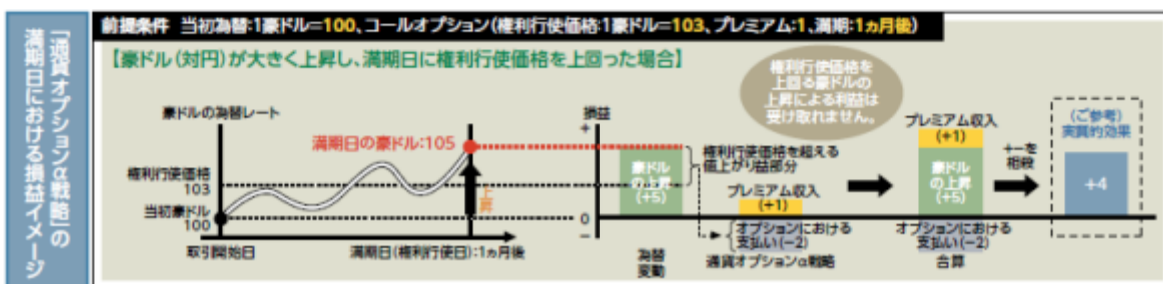 「通貨オプションα戦略」の
満期日における損益イメージ
前提条件 当初為替:1豪ドル=100、コールオプション(権利行使価格:1豪ドル=103、プレミアム:1、満期:1ヵ月後)
【豪ドル(対円)が大きく上昇し、満期日に権利行使価格を上回った場合】
権利行使価格を
上回る豪ドルの
上昇による利益は
受け取れません。
豪ドルの為替レート
満期日の豪ドル:105
権利行使価格
103
当初豪ドル
100
上昇
取引開始日
満期日(権利行使日):1ヵ月後
損益
+
0
−
豪ドル
の上昇
(+5)
為替
変動
権利行使価格を超える
値上がり益部分
プレミアム収入
(+1)
オプションにおける
支払い(−2)
通貨オプションα戦略
プレミアム収入
(+1)
豪ドル
の上昇
(+5)
オプションにおける
支払い(−2)
合算
+−を
相殺
(ご参考)
実質的効果
+4